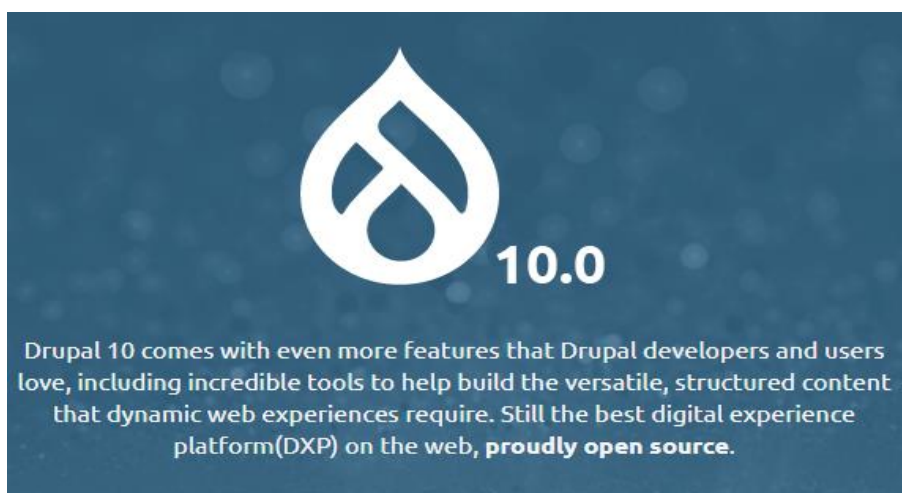 10.0
Drupal 10 comes with even more features that Drupal developers and users
love, including incredible tools to help build the versatile, structured content
that dynamic web experiences require. Still the best digital experience
platform(DXP) on the web, proudly open source.